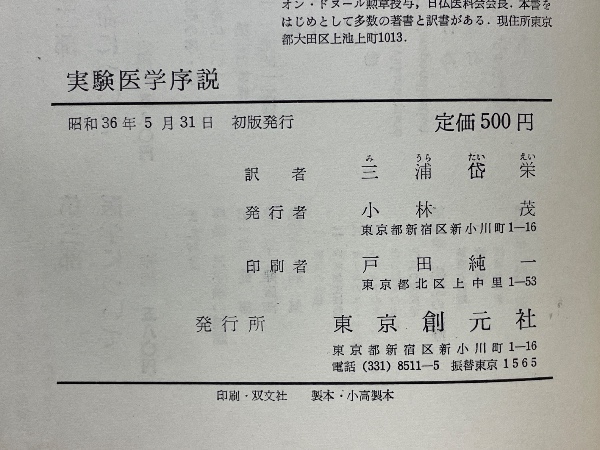 オン・ドヌール勲章授与，日仏医科会会長．本書を
はじめとして多数の著書と訳書がある．現住所東京
都大田区上池上町1013．
実験医学序説
昭和36年5月31日 初版発行 定価500円
み うら たい えい
訳者 三浦岱栄
発行者 小林茂
東京都新宿区新小川町1―16
印刷者 戸田純一
東京都北区上中里1―53
発行所 東京創元社
東京都新宿区新小川町1―16
電話(331)8511―5 振替東京1565
印刷・双文社 製本・小高製本